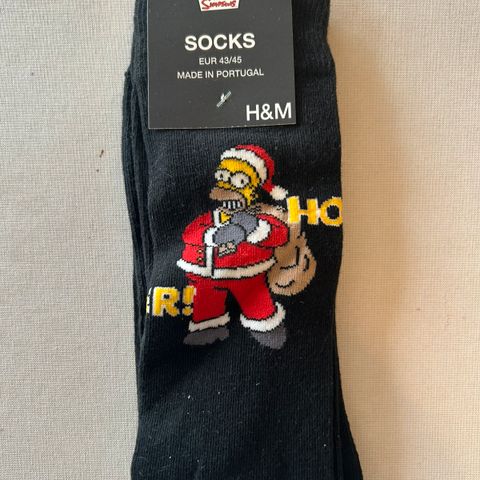 Simpsons
SOCKS
EUR 43/45
MADE IN PORTUGAL
H&M
HO
ER!